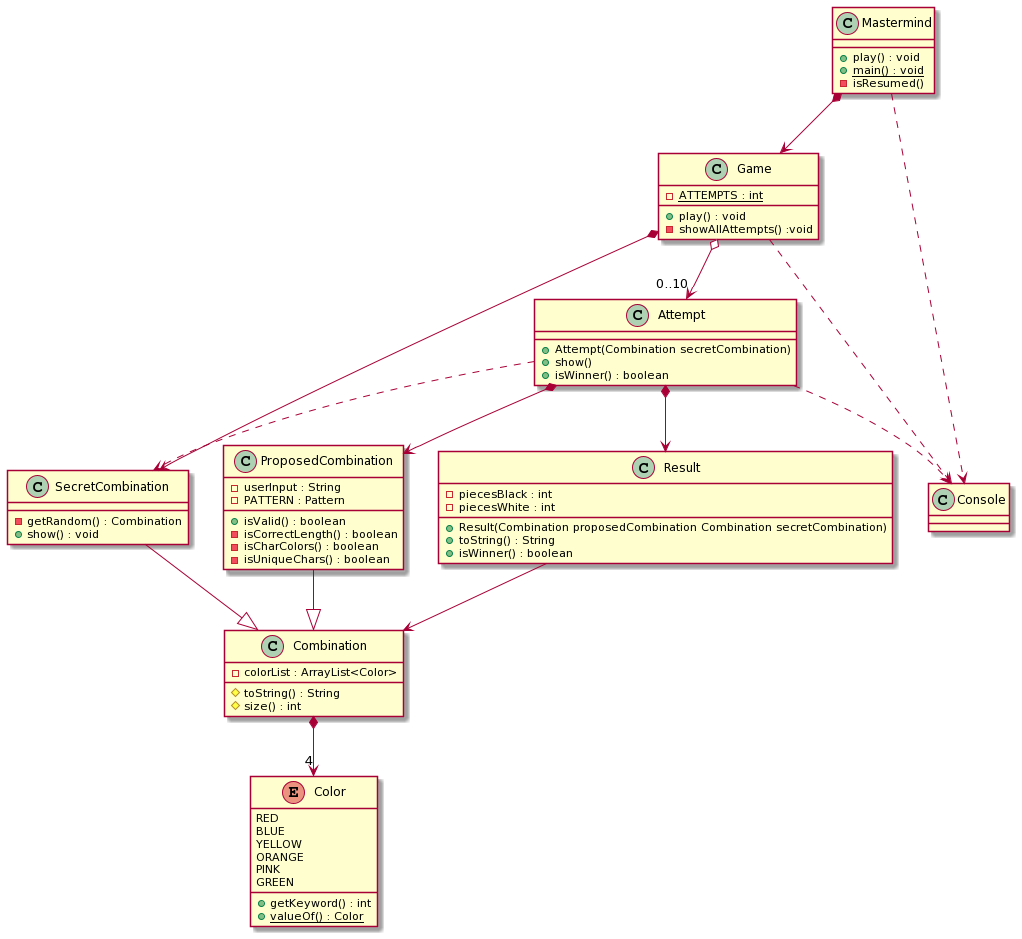 C Mastermind
play() : void
main() : void
isResumed()
C Game
ATTEMPTS : int
play() : void
showAllAttempts() :void
0..10
C Attempt
Attempt(Combination secretCombination)
show()
isWinner() : boolean
C SecretCombination
getRandom() : Combination
show() : void
C ProposedCombination
userInput : String
PATTERN : Pattern
isValid() : boolean
isCorrectLength() : boolean
isCharColors() : boolean
isUniqueChars() : boolean
C Result
piecesBlack : int
piecesWhite : int
Result(Combination proposedCombination Combination secretCombination)
toString() : String
isWinner() : boolean
C Console
C Combination
colorList : ArrayList<Color>
toString() : String
size() : int
4
E Color
RED
BLUE
YELLOW
ORANGE
PINK
GREEN
getKeyword() : int
valueOf() : Color